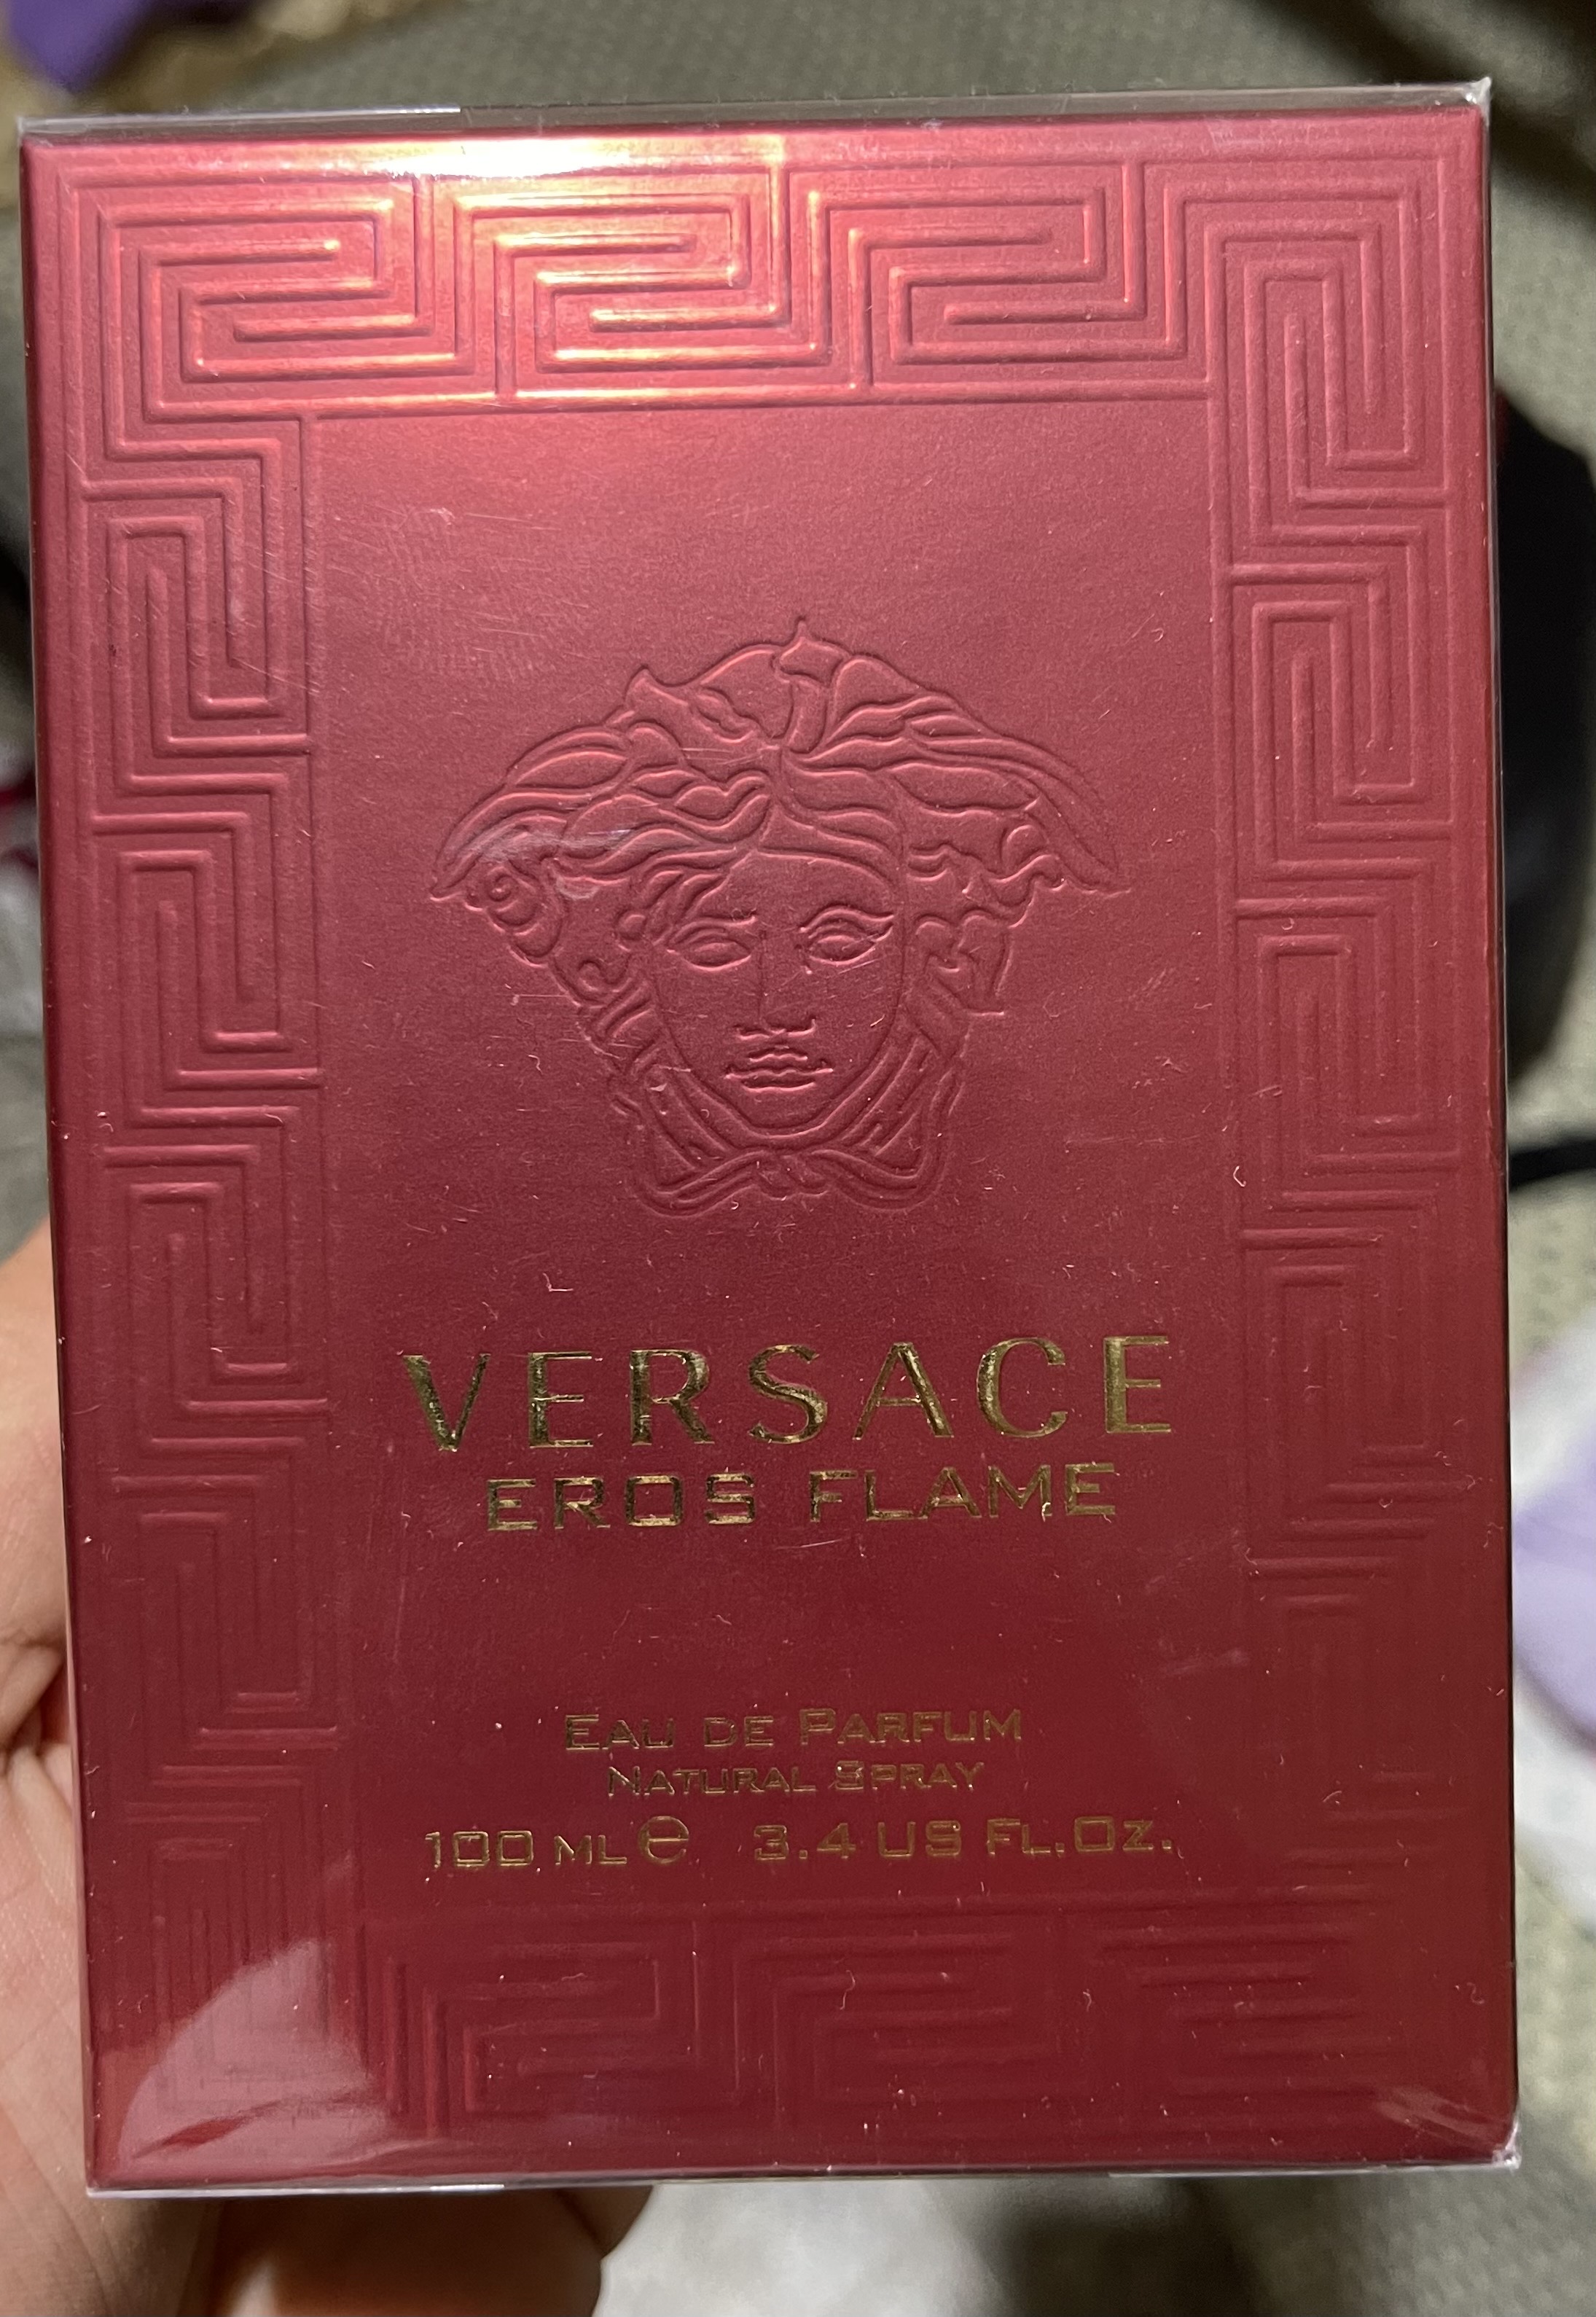 VERSACE
EROS FLAME
EAU DE PARFUM
NATURAL SPRAY
100 ML ℮ 3.4 US FL.OZ.